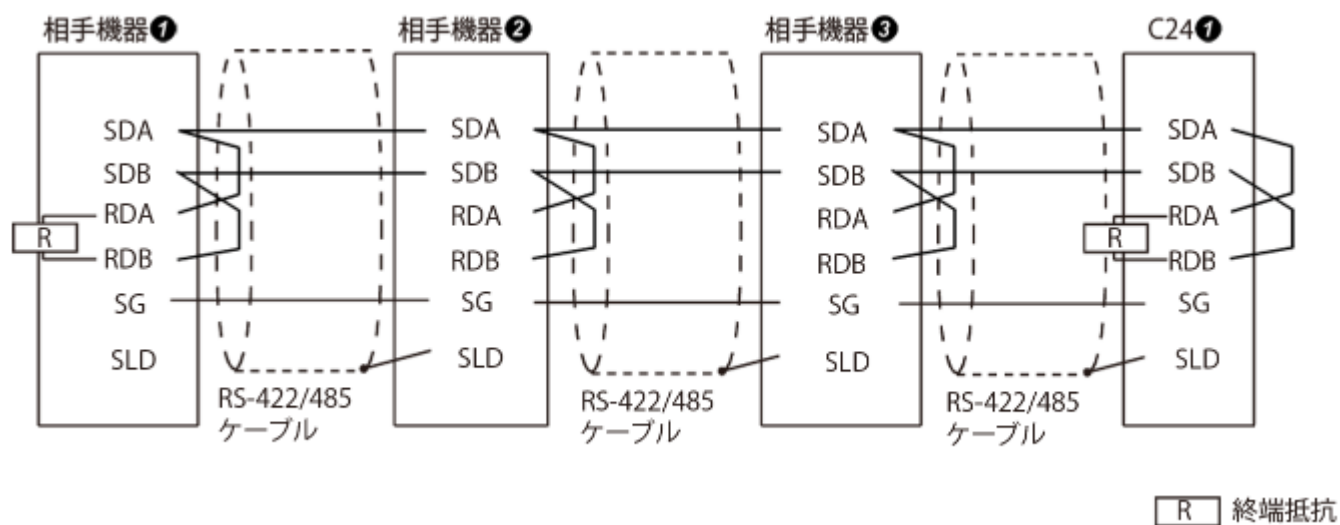 相手機器❶
相手機器❷
相手機器❸
C24❶
SDA
SDB
RDA
RDB
SG
SLD
R
SDA
SDB
RDA
RDB
SG
SLD
SDA
SDB
RDA
RDB
SG
SLD
SDA
SDB
RDA
RDB
SG
SLD
R
RS-422/485
ケーブル
RS-422/485
ケーブル
RS-422/485
ケーブル
R 終端抵抗